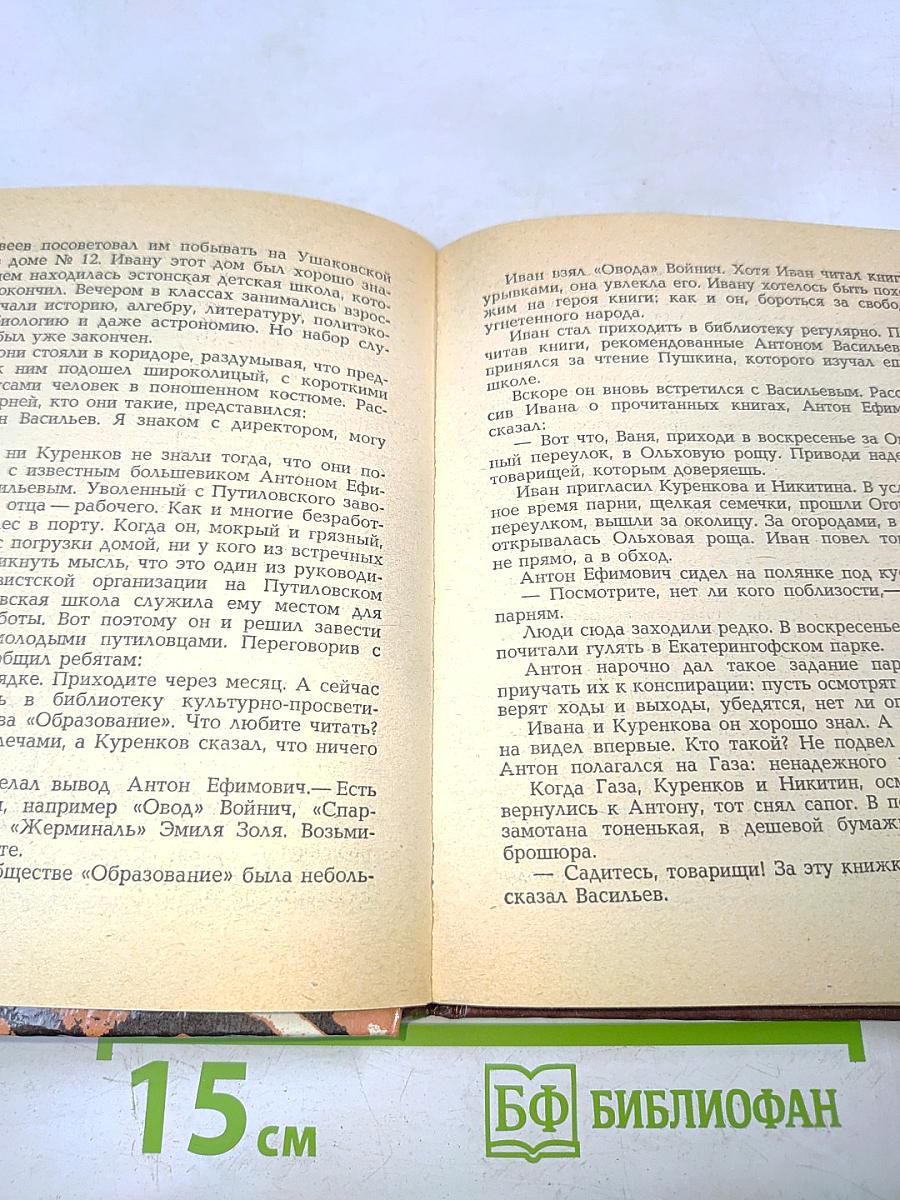 веев посоветовал им побывать на Ушаковской
в доме № 12. Ивану этот дом был хорошо зна-
ем находилась эстонская детская школа, кото-
окончил. Вечером в классах занимались взрос-
чали историю, алгебру, литературу, политэко-
биологию и даже астрономию. Но набор слу-
был уже закончен.
они стояли в коридоре, раздумывая, что пред-
к ним подошел широколицый, с короткими
усами человек в поношенном костюме. Рас-
рней, кто они такие, представился:
н Васильев. Я знаком с директором, могу
ни Куренков не знали тогда, что они по-
с известным большевиком Антоном Ефи-
сильевым. Уволенный с Путиловского заво-
отца — рабочего. Как и многие безработ-
ес в порту. Когда он, мокрый и грязный,
с погрузки домой, ни у кого из встречных
икнуть мысль, что это один из руководи-
вистской организации на Путиловском
вская школа служила ему местом для
боты. Вот поэтому он и решил завести
молодыми путиловцами. Переговорив с
общил ребятам:
ядке. Приходите через месяц. А сейчас
ь в библиотеку культурно-просвети-
ва «Образование». Что любите читать?
лечами, а Куренков сказал, что ничего
елал вывод Антон Ефимович.— Есть
и, например «Овод» Войнич, «Спар-
«Жерминаль» Эмиля Золя. Возьми-
те.
бществе «Образование» была неболь-
Иван взял «Овода» Войнич. Хотя Иван читал книг
урывками, она увлекла его. Ивану хотелось быть похо
жим на героя книги: как и он, бороться за свобод
угнетенного народа.
Иван стал приходить в библиотеку регулярно. П
читав книги, рекомендованные Антоном Васильев
принялся за чтение Пушкина, которого изучал ещ
школе.
Вскоре он вновь встретился с Васильевым. Расс
сив Ивана о прочитанных книгах, Антон Ефим
сказал:
— Вот что, Ваня, приходи в воскресенье за Ог
ный переулок, в Ольховую рощу. Приводи наде
товарищей, которым доверяешь.
Иван пригласил Куренкова и Никитина. В усл
ное время парни, щелкая семечки, прошли Огор
переулком, вышли за околицу. За огородами, в
открывалась Ольховая роща. Иван повел то
не прямо, а в обход.
Антон Ефимович сидел на полянке под ку
— Посмотрите, нет ли кого поблизости,—
парням.
Люди сюда заходили редко. В воскресенье
почитали гулять в Екатерингофском парке.
Антон нарочно дал такое задание пар
приучать их к конспирации: пусть осмотрят
верят ходы и выходы, убедятся, нет ли оп
Ивана и Куренкова он хорошо знал. А
на видел впервые. Кто такой? Не подвел
Антон полагался на Газа: ненадежного
Когда Газа, Куренков и Никитин, осм
вернулись к Антону, тот снял сапог. В по
замотана тоненькая, в дешевой бумаж
брошюра.
— Садитесь, товарищи! За эту книжк
сказал Васильев.
15 см
БФ БИБЛИОФАН